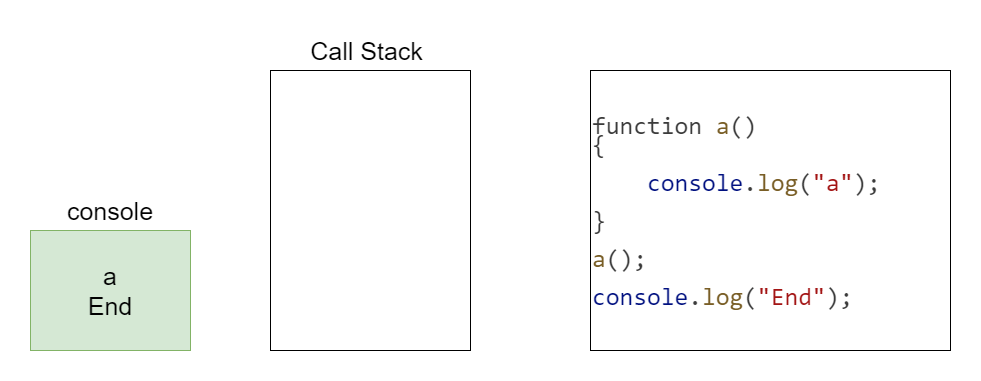 Call Stack
console
a
End
function a()
{
console.log("a");
}
a();
console.log("End");